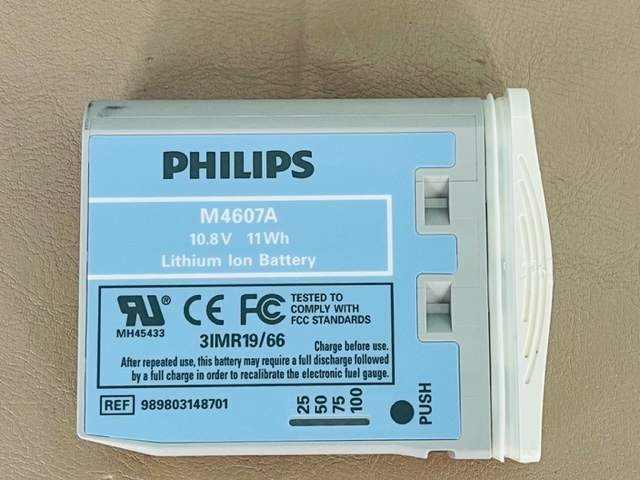 PHILIPS
M4607A
10.8V 11Wh
Lithium Ion Battery
RU ® CE FC TESTED TO
COMPLY WITH
FCC STANDARDS
MH45433
3IMR19/66
Charge before use.
After repeated use, this battery may require a full discharge followed
by a full charge in order to recalibrate the electronic fuel gauge.
REF 989803148701
25
50
75
100
PUSH